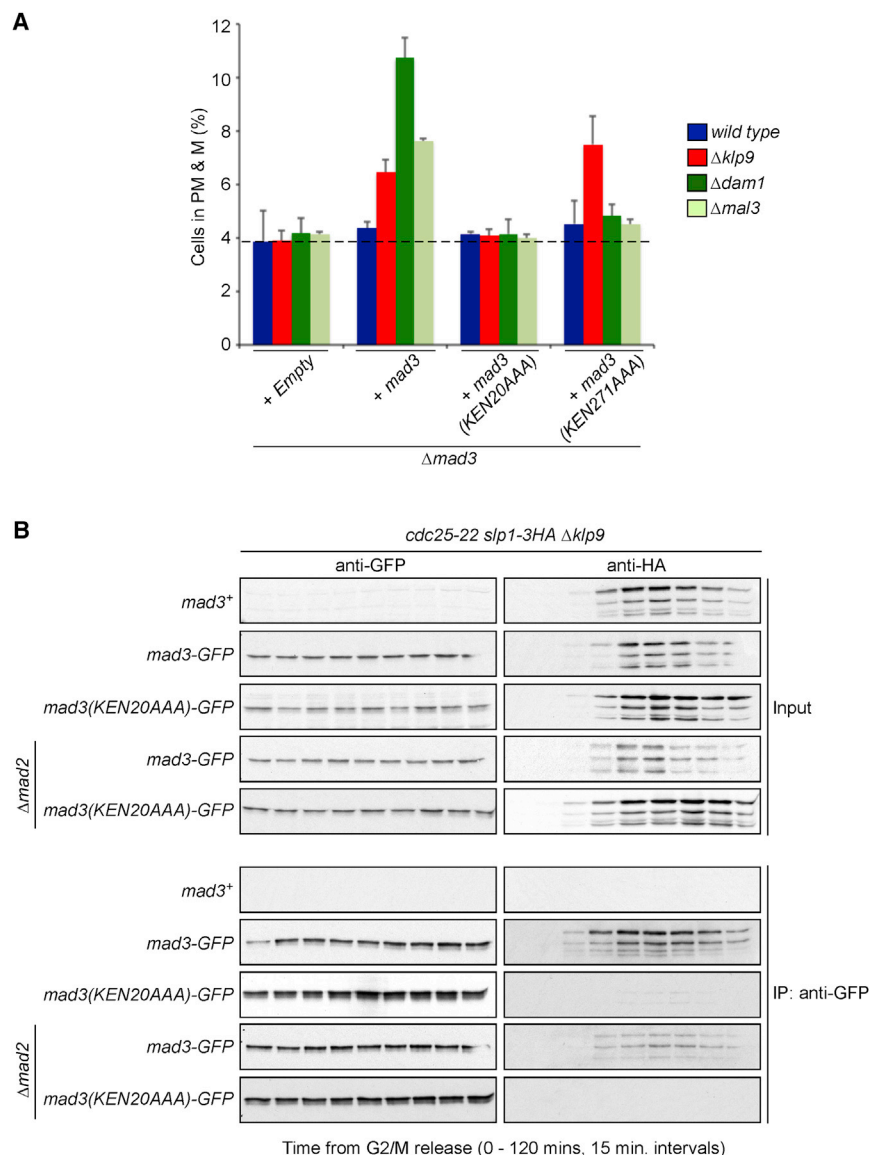 A
Cells in PM & M (%)
12
10
8
6
4
2
0
wild type
Δklp9
Δdam1
Δmal3
+ Empty
+ mad3
+ mad3
(KEN20AAA)
+ mad3
(KEN271AAA)
Δmad3
B
cdc25-22 slp1-3HA Δklp9
anti-GFP
anti-HA
mad3+
mad3-GFP
mad3(KEN20AAA)-GFP
Δmad2
mad3-GFP
mad3(KEN20AAA)-GFP
Input
mad3+
mad3-GFP
mad3(KEN20AAA)-GFP
Δmad2
mad3-GFP
mad3(KEN20AAA)-GFP
IP: anti-GFP
Time from G2/M release (0 - 120 mins, 15 min. intervals)